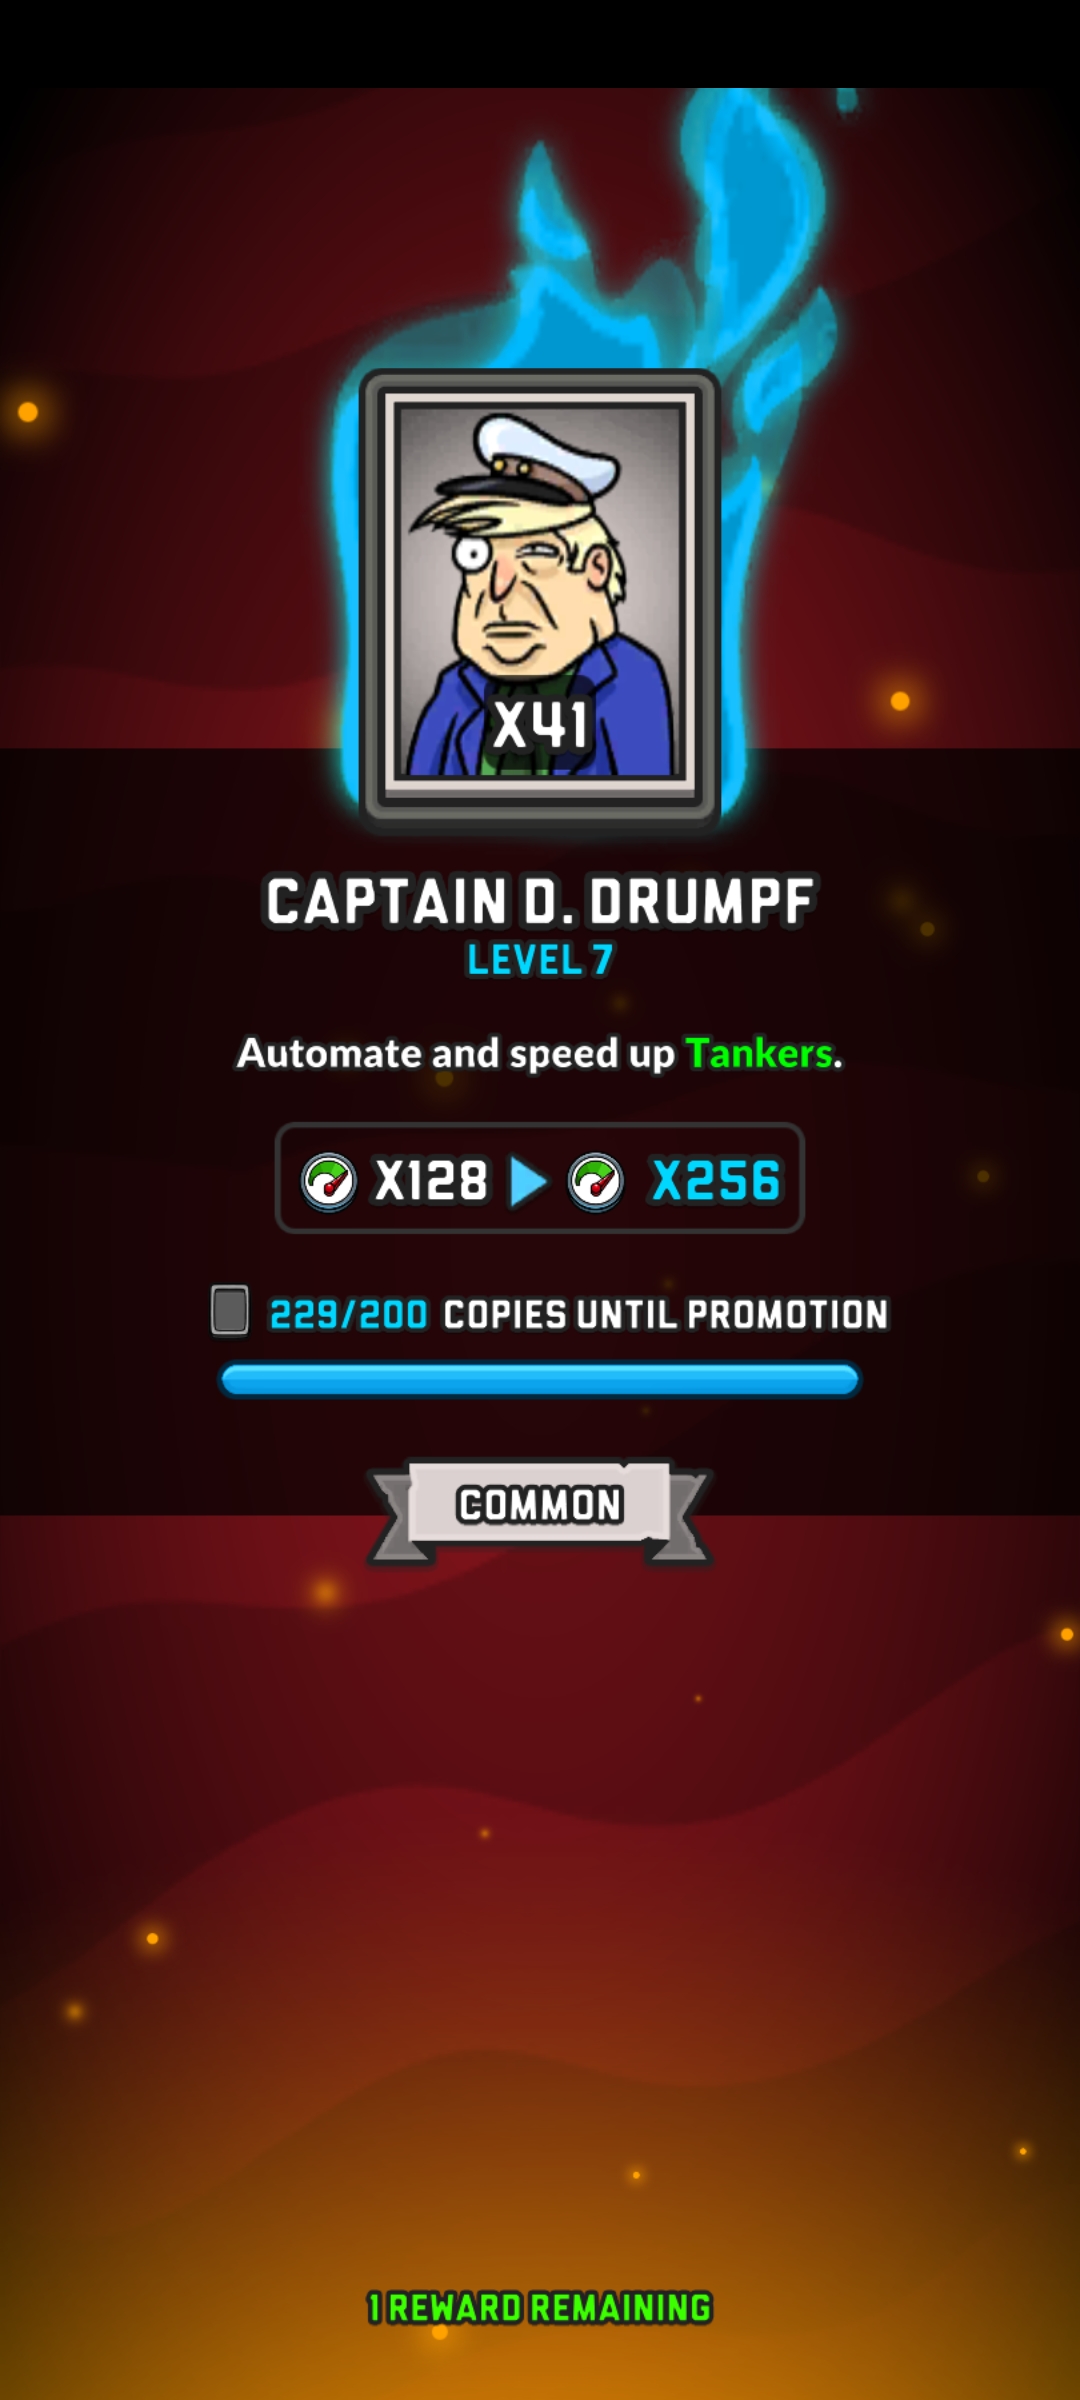 X41
CAPTAIN D. DRUMPF
LEVEL 7
Automate and speed up Tankers.
X128 X256
229/200 COPIES UNTIL PROMOTION
COMMON
1 REWARD REMAINING